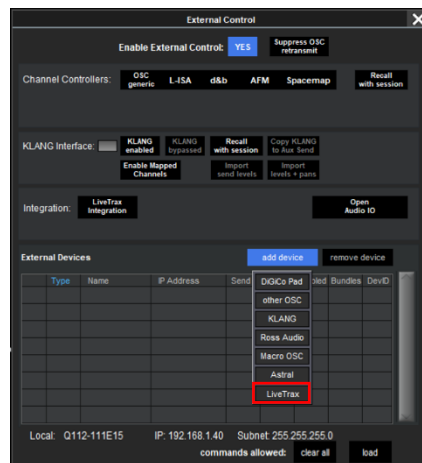 External Control
Enable External Control: YES Suppress OSC retransmit
Channel Controllers: OSC generic L-ISA d&b AFM Spacemap Recall with session
KLANG Interface: KLANG enabled KLANG bypassed Recall with session Copy KLANG to Aux Send
Enable Mapped Channels Import send levels Import levels + pans
Integration: LiveTrax Integration Open Audio IO
External Devices add device remove device
Type Name IP Address Send Bundles DevID
DiGiCo Pad
other OSC
KLANG
Ross Audio
Macro OSC
Astral
LiveTrax
Local: Q112-111E15 IP: 192.168.1.40 Subnet: 255.255.255.0
commands allowed: clear all load